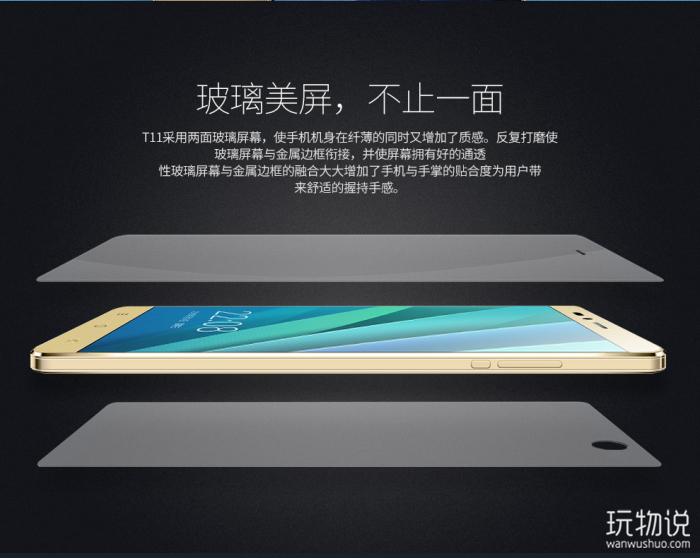 玻璃美屏，不止一面
T11采用两面玻璃屏幕，使手机机身在纤薄的同时又增加了质感。反复打磨使
玻璃屏幕与金属边框衔接，并使屏幕拥有好的通透
性玻璃屏幕与金属边框的融合大大增加了手机与手掌的贴合度为用户带
来舒适的握持手感。
22:08
玩物说
wanwushuo.com